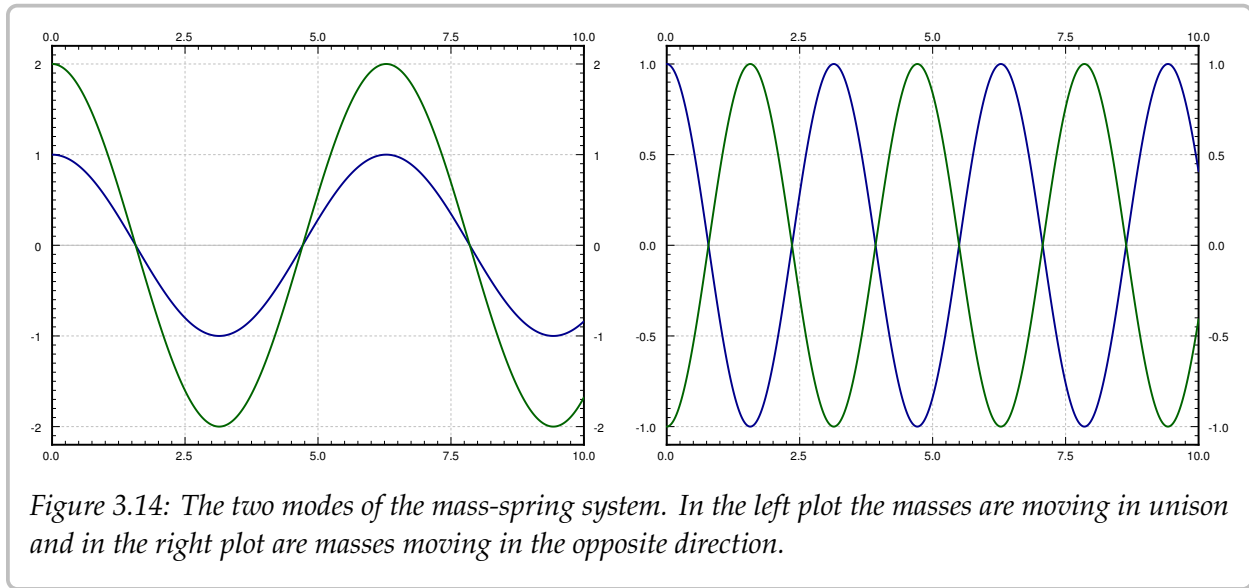 0.0 2.5 5.0 7.5 10.0
2 2
1 1
0 0
-1 -1
-2 -2
0.0 2.5 5.0 7.5 10.0
0.0 2.5 5.0 7.5 10.0
1.0 1.0
0.5 0.5
0.0 0.0
-0.5 -0.5
-1.0 -1.0
0.0 2.5 5.0 7.5 10.0
Figure 3.14: The two modes of the mass-spring system. In the left plot the masses are moving in unison
and in the right plot are masses moving in the opposite direction.